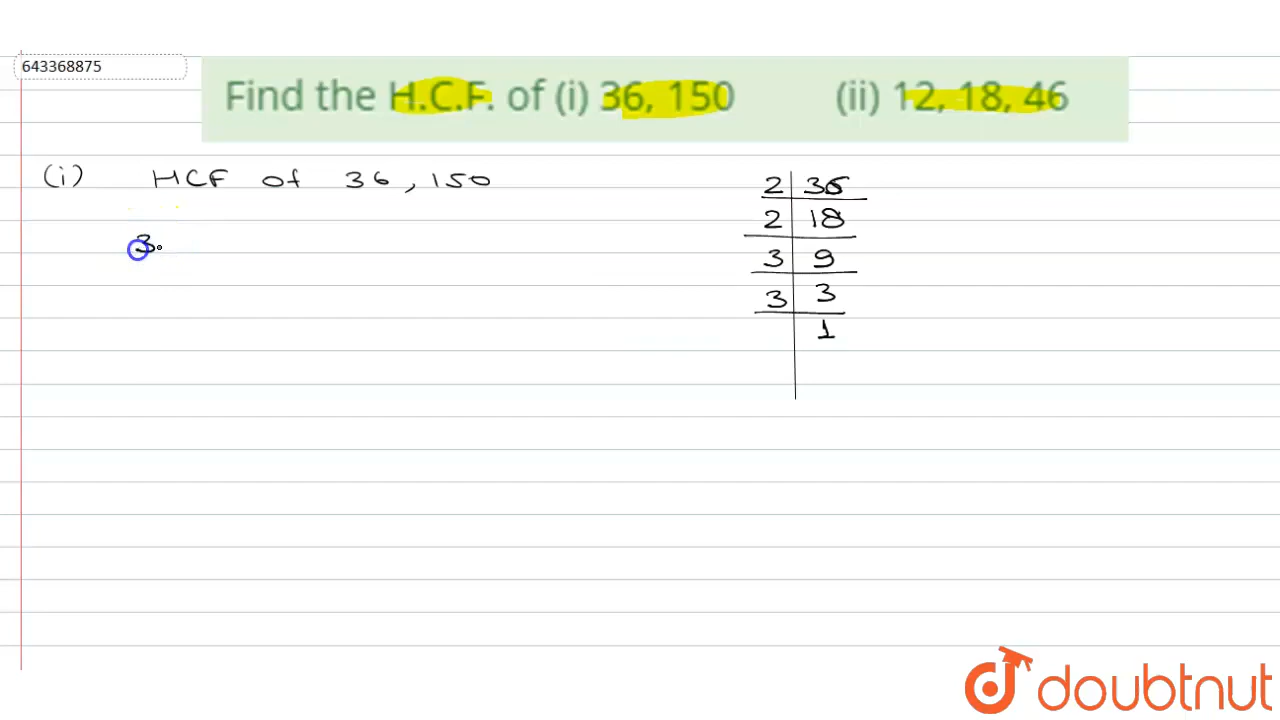 643368875
Find the H.C.F. of (i) 36, 150 (ii) 12, 18, 46
(i) HCF of 36, 150
3
2 36
2 18
3 9
3 3
1
doubtnut